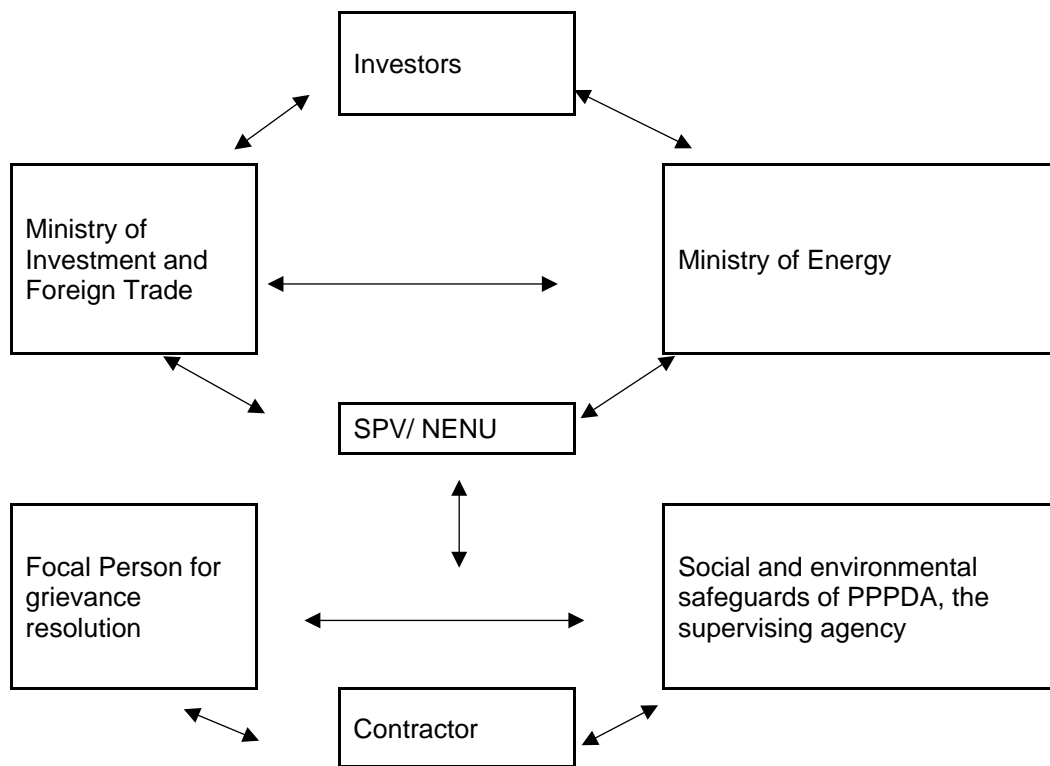 Investors
Ministry of
Investment and
Foreign Trade
Ministry of Energy
SPV/ NENU
Focal Person for
grievance
resolution
Social and environmental
safeguards of PPPDA, the
supervising agency
Contractor